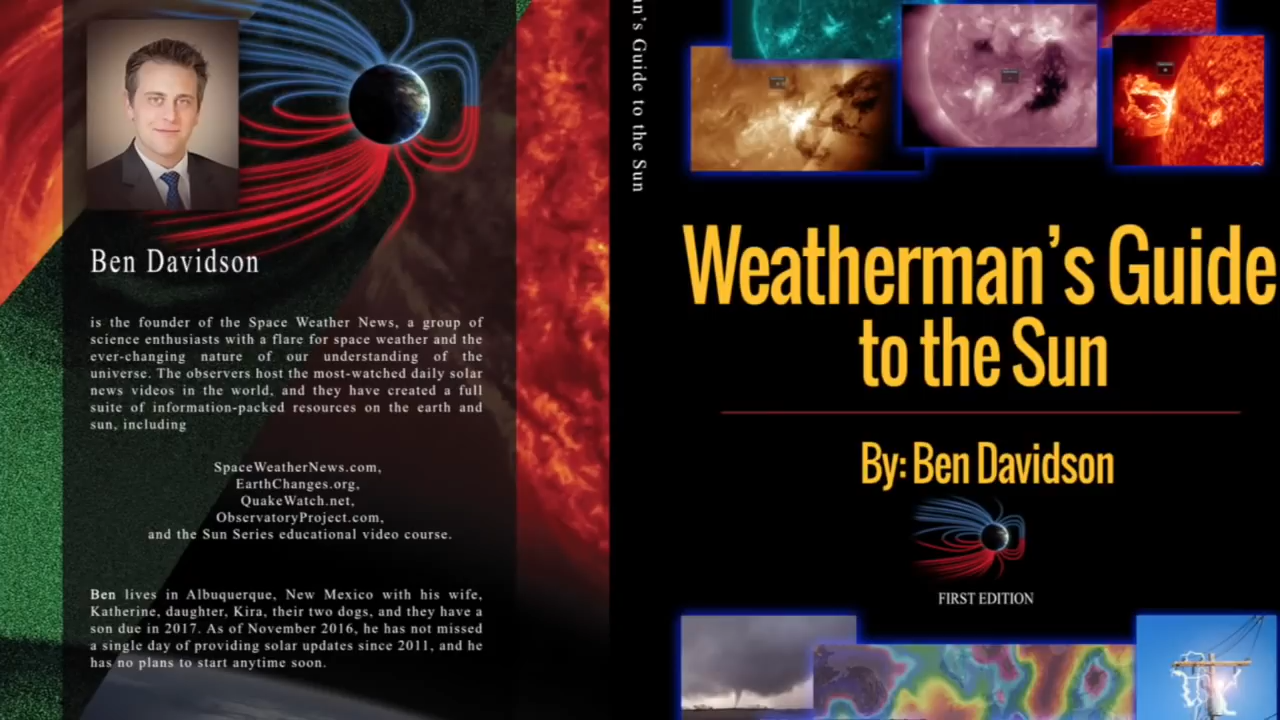 Ben Davidson
is the founder of the Space Weather News, a group of
science enthusiasts with a flare for space weather and the
ever-changing nature of our understanding of the
universe. The observers host the most-watched daily solar
news videos in the world, and they have created a full
suite of information-packed resources on the earth and
sun, including
SpaceWeatherNews.com,
EarthChanges.org,
QuakeWatch.net,
ObservatoryProject.com,
and the Sun Series educational video course.
Ben lives in Albuquerque, New Mexico with his wife,
Katherine, daughter, Kira, their two dogs, and they have a
son due in 2017. As of November 2016, he has not missed
a single day of providing solar updates since 2011, and he
has no plans to start anytime soon.
an's Guide to the Sun
Weatherman's Guide
to the Sun
By: Ben Davidson
FIRST EDITION